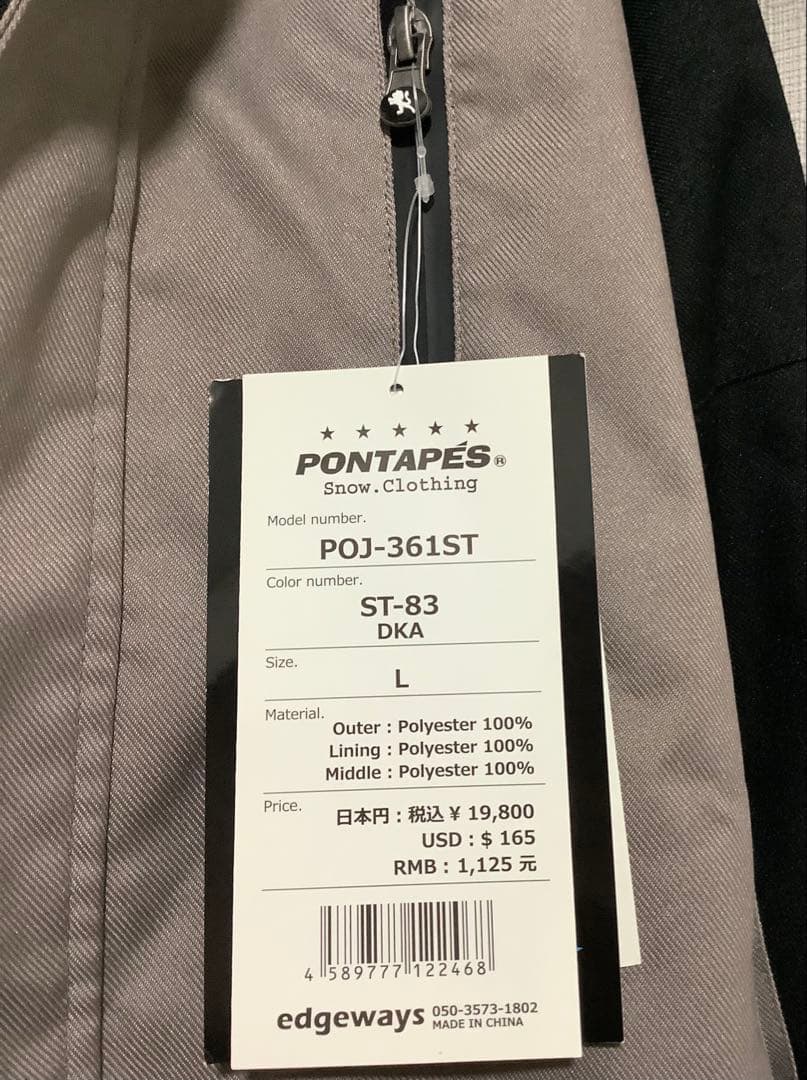 ★ ★ ★ ★ ★
PONTAPÉS®
Snow.Clothing
Model number.
POJ-361ST
Color number.
ST-83
DKA
Size.
L
Material.
Outer : Polyester 100%
Lining : Polyester 100%
Middle : Polyester 100%
Price.
日本円 : 税込 ¥ 19,800
USD : $ 165
RMB : 1,125 元
4 589777 122468
edgeways 050-3573-1802
MADE IN CHINA